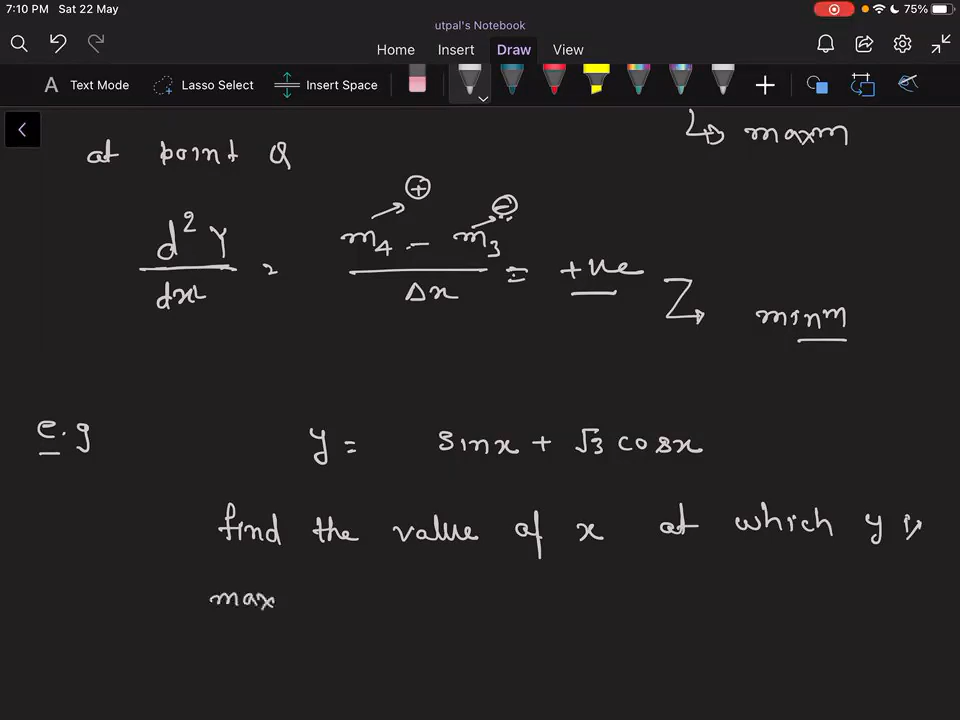 7:10 PM Sat 22 May 75%
utpal's Notebook
Home Insert Draw View
A Text Mode Lasso Select Insert Space
↳ maxm
at point Q
⊕ ⊖
d²Y m₄ - m₃
= = +ve
dx² Δx
↳ minm
e.g y = sinx + √3 cosx
find the value of x at which y is
max